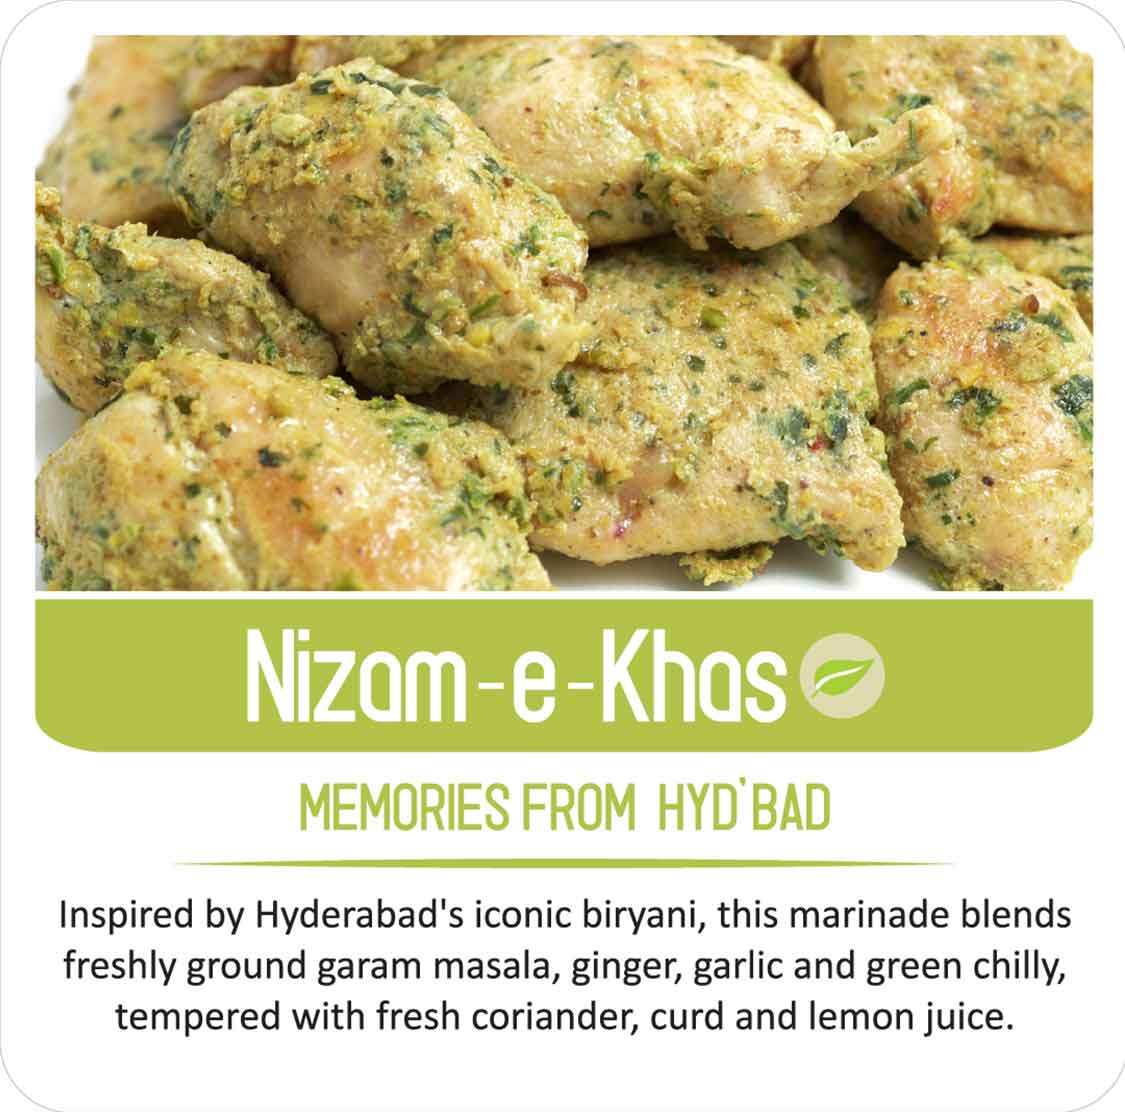 Nizam-e-Khas
MEMORIES FROM HYD'BAD
Inspired by Hyderabad's iconic biryani, this marinade blends
freshly ground garam masala, ginger, garlic and green chilly,
tempered with fresh coriander, curd and lemon juice.